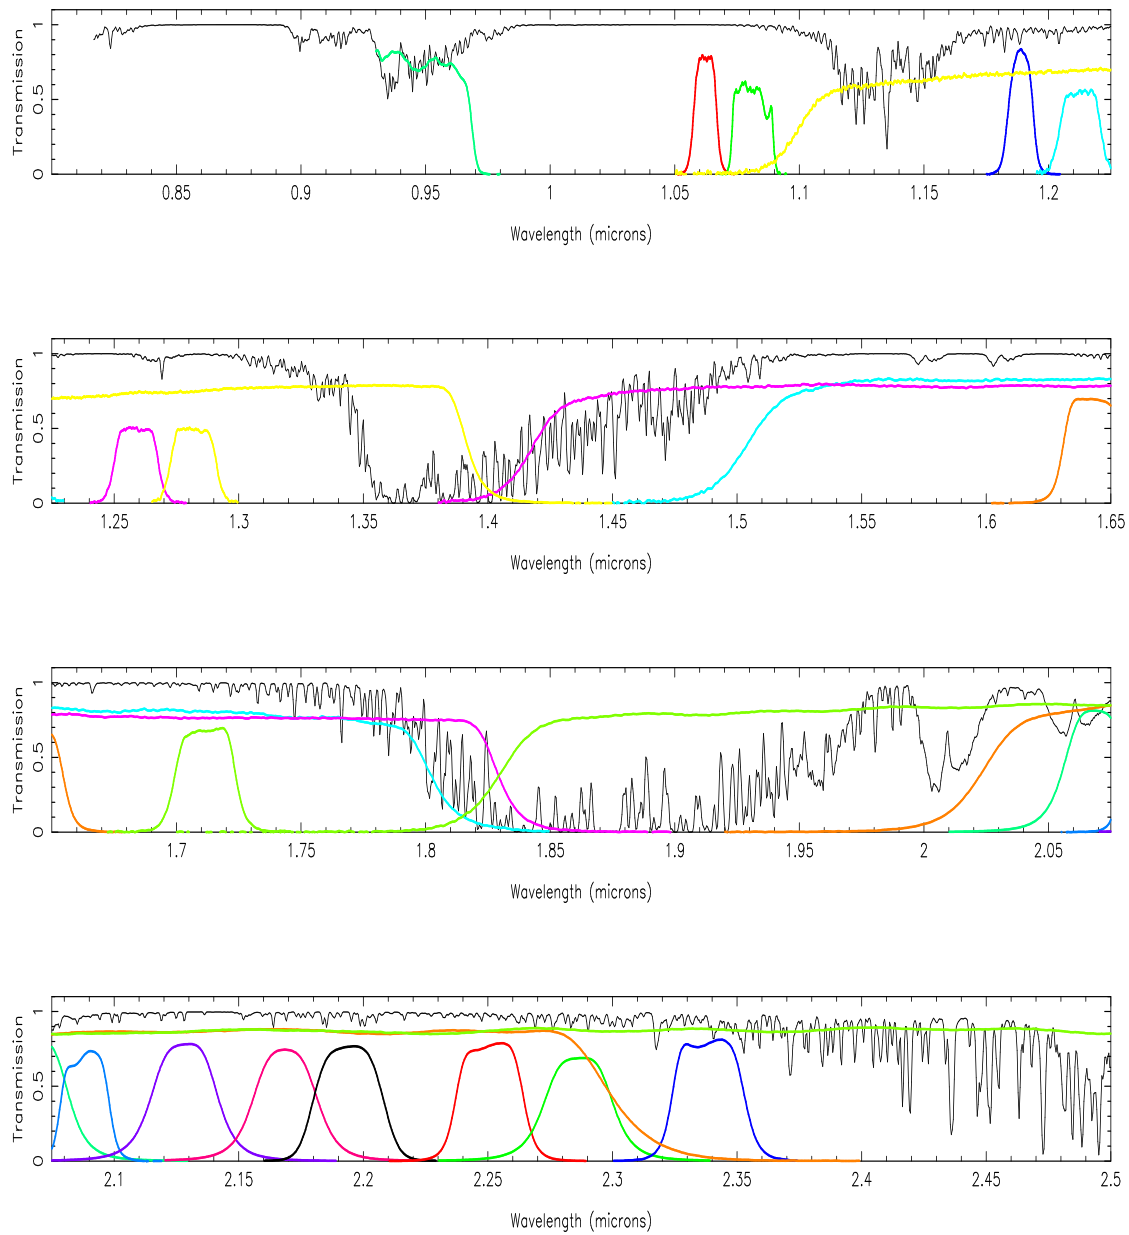 Transmission
1
0.5
0
0.85 0.9 0.95 1 1.05 1.1 1.15 1.2
Wavelength (microns)
Transmission
1
0.5
0
1.25 1.3 1.35 1.4 1.45 1.5 1.55 1.6 1.65
Wavelength (microns)
Transmission
1
0.5
0
1.7 1.75 1.8 1.85 1.9 1.95 2 2.05
Wavelength (microns)
Transmission
1
0.5
0
2.1 2.15 2.2 2.25 2.3 2.35 2.4 2.45 2.5
Wavelength (microns)